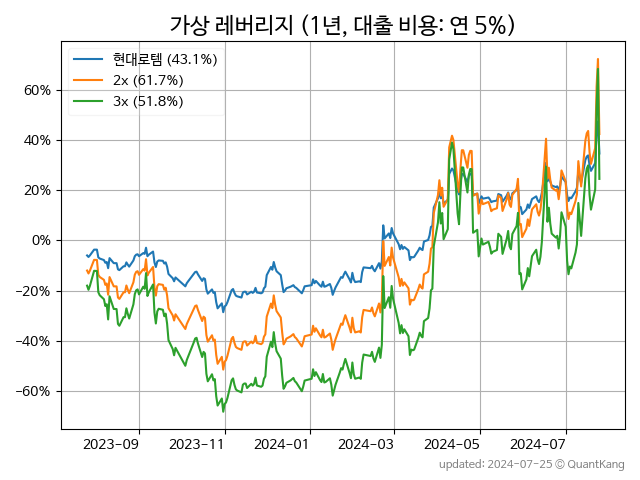 가상 레버리지 (1년, 대출 비용: 연 5%)
현대로템 (43.1%)
2x (61.7%)
3x (51.8%)
60%
40%
20%
0%
−20%
−40%
−60%
2023-09
2023-11
2024-01
2024-03
2024-05
2024-07
updated: 2024-07-25 © QuantKang